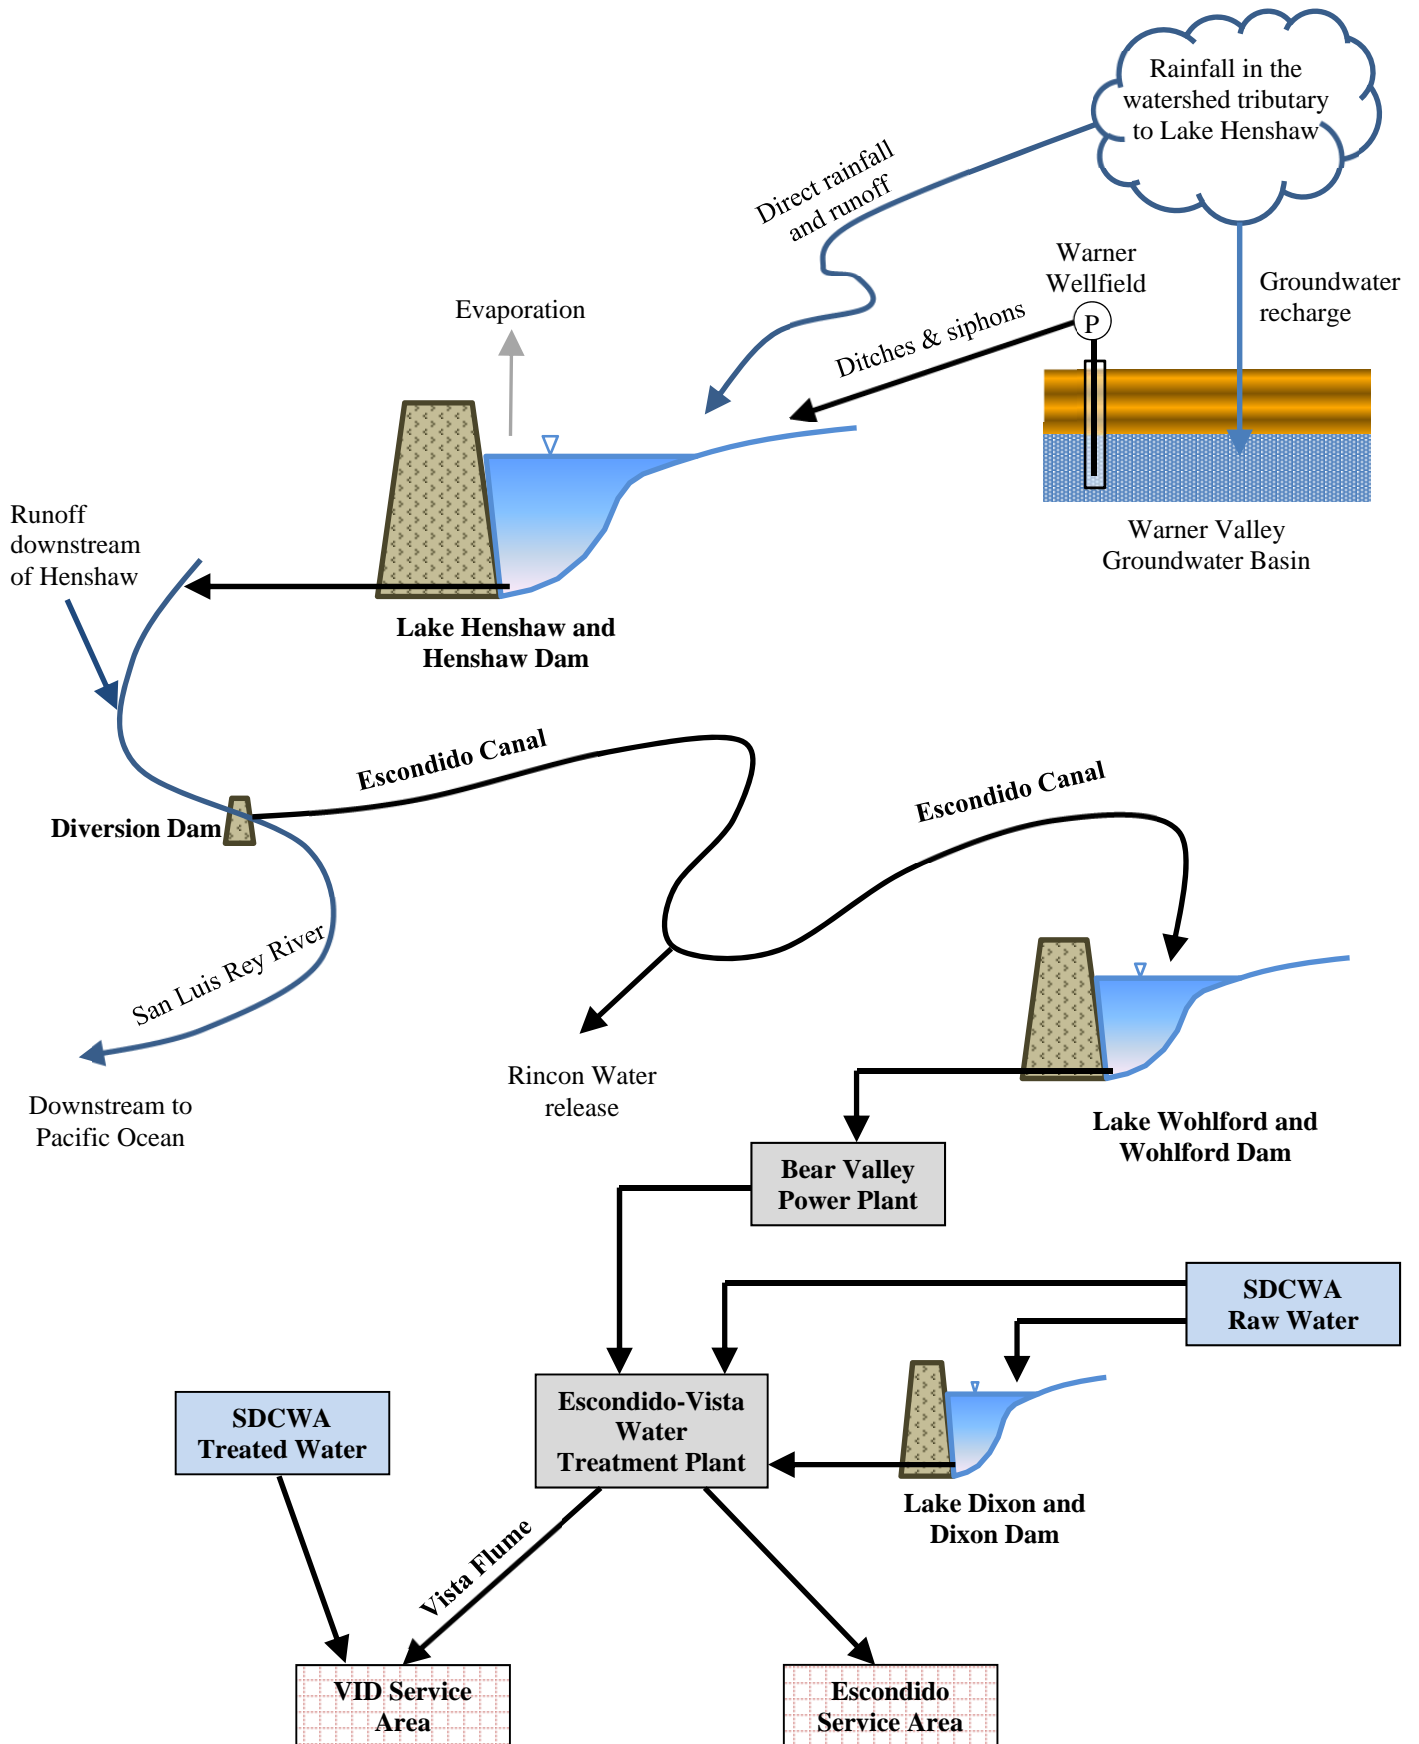 Rainfall in the
watershed tributary
to Lake Henshaw
Direct rainfall
and runoff
Warner
Wellfield
Groundwater
recharge
Evaporation
Ditches & siphons
P
Runoff
downstream
of Henshaw
Warner Valley
Groundwater Basin
Lake Henshaw and
Henshaw Dam
Escondido Canal
Escondido Canal
Diversion Dam
San Luis Rey River
Rincon Water
release
Downstream to
Pacific Ocean
Lake Wohlford and
Wohlford Dam
Bear Valley
Power Plant
SDCWA
Raw Water
SDCWA
Treated Water
Escondido-Vista
Water
Treatment Plant
Lake Dixon and
Dixon Dam
Vista Flume
VID Service
Area
Escondido
Service Area